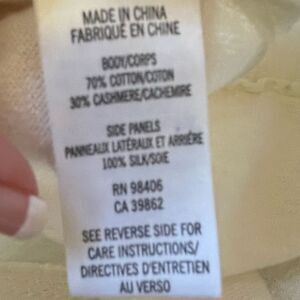 MADE IN CHINA
FABRIQUÉ EN CHINE
BODY/CORPS
70% COTTON/COTON
30% CASHMERE/CACHEMIRE
SIDE PANELS
PANNEAUX LATÉRAUX ET ARRIÈRE
100% SILK/SOIE
RN 98406
CA 39862
SEE REVERSE SIDE FOR
CARE INSTRUCTIONS/
DIRECTIVES D'ENTRETIEN
AU VERSO